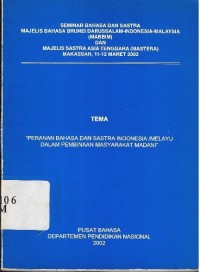 SEMINAR BAHASA DAN SASTRA
MAJELIS BAHASA BRUNEI DARUSSALAM-INDONESIA-MALAYSIA
(MABBIM)
DAN
MAJELIS SASTRA ASIA TENGGARA (MASTERA)
MAKASSAR, 11-12 MARET 2002
TEMA
"PERANAN BAHASA DAN SASTRA INDONESIA /MELAYU
DALAM PEMBINAAN MASYARAKAT MADANI"
106
M
PUSAT BAHASA
DEPARTEMEN PENDIDIKAN NASIONAL
2002